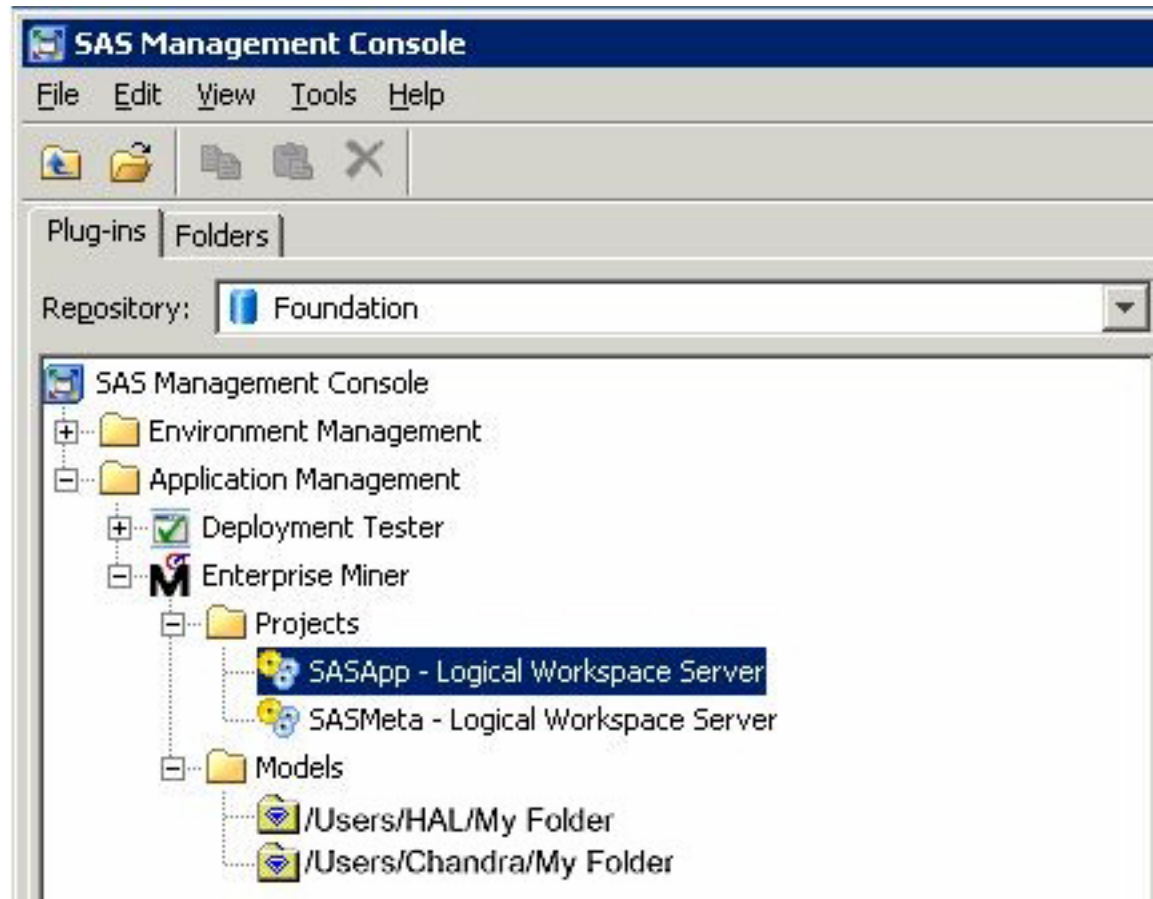 SAS Management Console
File Edit View Tools Help
Plug-ins Folders
Repository: Foundation
SAS Management Console
Environment Management
Application Management
Deployment Tester
Enterprise Miner
Projects
SASApp - Logical Workspace Server
SASMeta - Logical Workspace Server
Models
/Users/HAL/My Folder
/Users/Chandra/My Folder